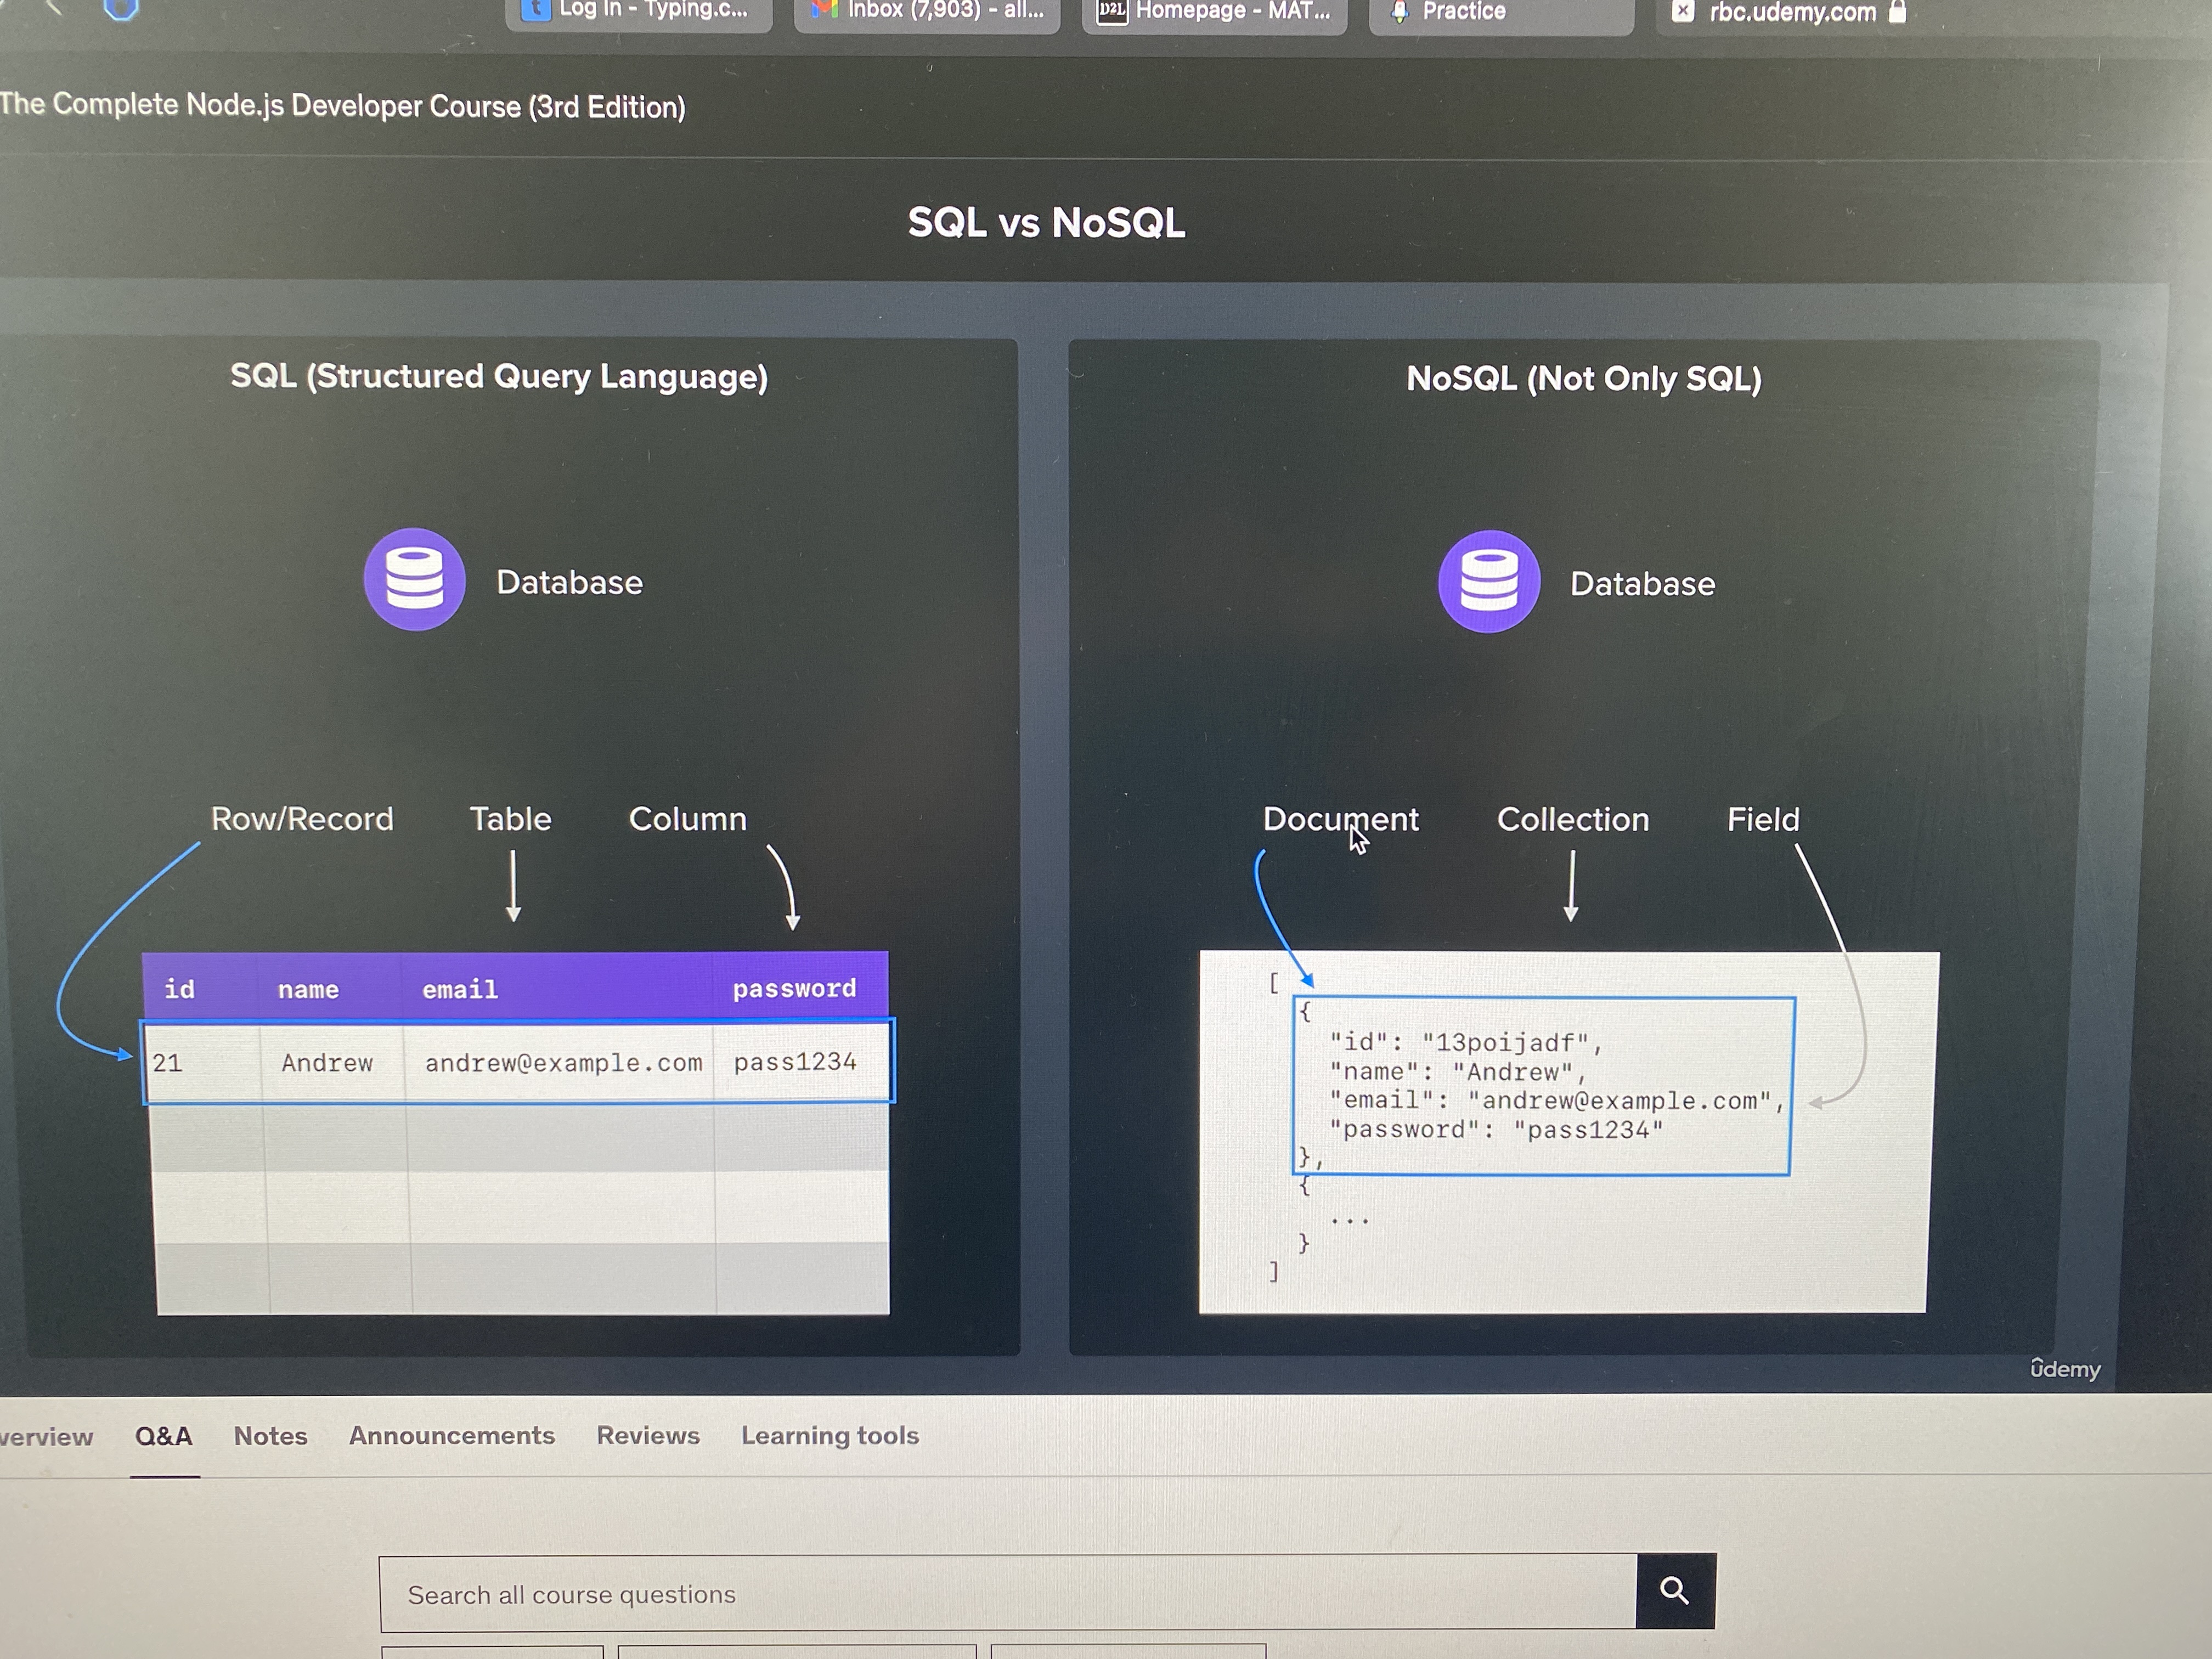 t Log In - Typing.c... Inbox (7,903) - all... D2L Homepage - MAT... Practice rbc.udemy.com
The Complete Node.js Developer Course (3rd Edition)
SQL vs NoSQL
SQL (Structured Query Language)
Database
Row/Record Table Column
id name email password
21 Andrew andrew@example.com pass1234
NoSQL (Not Only SQL)
Database
Document Collection Field
[
{
"id": "13poijadf",
"name": "Andrew",
"email": "andrew@example.com",
"password": "pass1234"
},
{
...
}
]
ûdemy
verview Q&A Notes Announcements Reviews Learning tools
Search all course questions